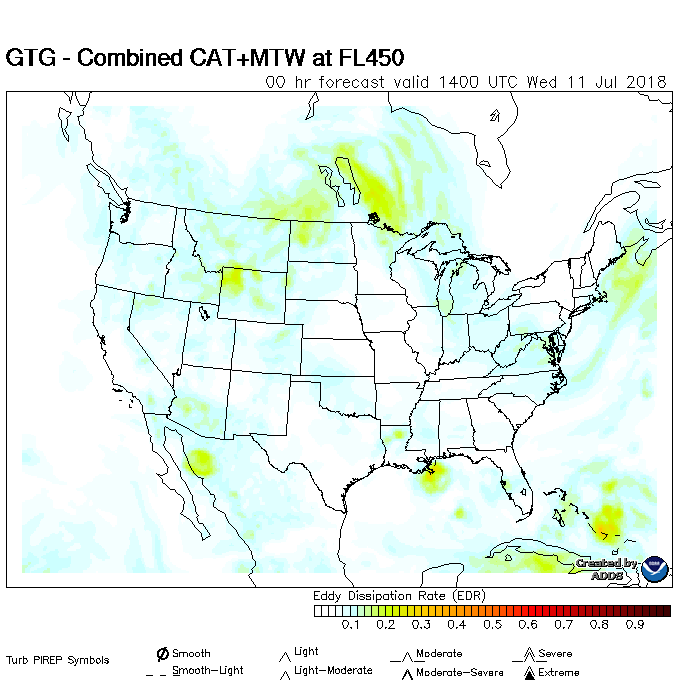 GTG - Combined CAT+MTW at FL450
00 hr forecast valid 1400 UTC Wed 11 Jul 2018
Created by
ADDS
Eddy Dissipation Rate (EDR)
0.1 0.2 0.3 0.4 0.5 0.6 0.7 0.8 0.9
Turb PIREP Symbols
Smooth Light Moderate Severe
Smooth-Light Light-Moderate Moderate-Severe Extreme